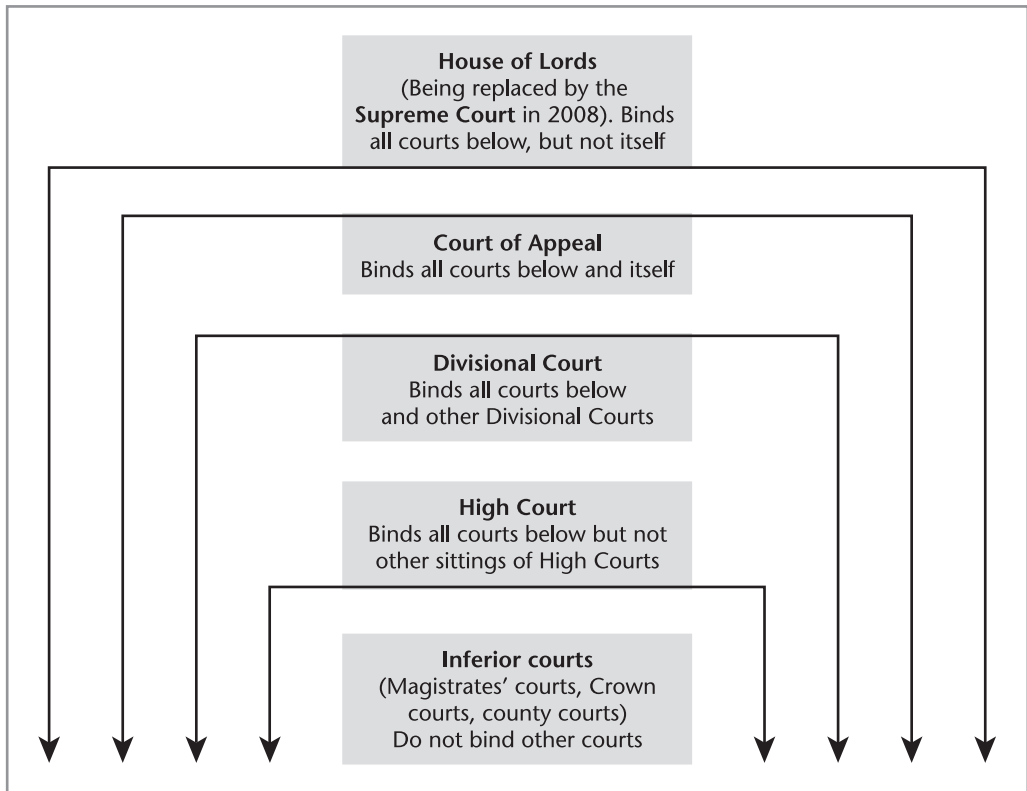 House of Lords
(Being replaced by the
Supreme Court in 2008). Binds
all courts below, but not itself
Court of Appeal
Binds all courts below and itself
Divisional Court
Binds all courts below
and other Divisional Courts
High Court
Binds all courts below but not
other sittings of High Courts
Inferior courts
(Magistrates’ courts, Crown
courts, county courts)
Do not bind other courts